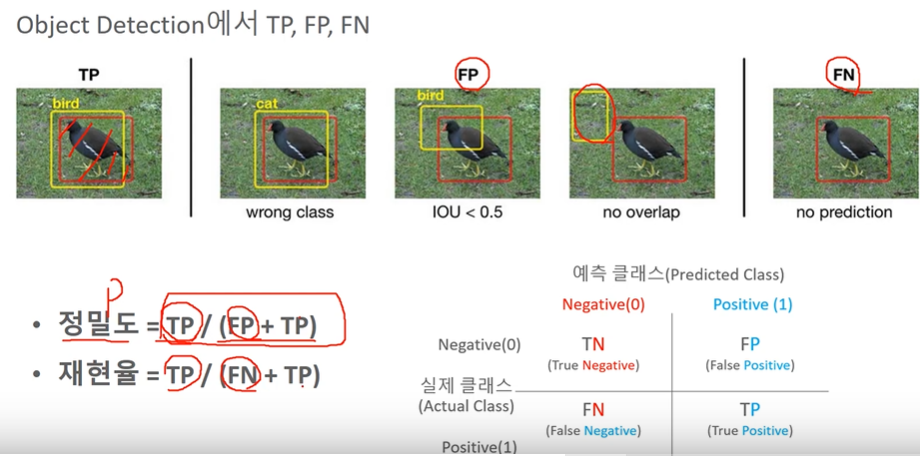 Object Detection에서 TP, FP, FN
TP
FP
FN
bird
cat
bird
wrong class
IOU < 0.5
no overlap
no prediction
P
• 정밀도 = TP / (FP + TP)
• 재현율 = TP / (FN + TP)
예측 클래스(Predicted Class)
Negative(0)
Positive (1)
Negative(0)
TN
(True Negative)
FP
(False Positive)
실제 클래스
(Actual Class)
FN
(False Negative)
TP
(True Positive)
Positive(1)